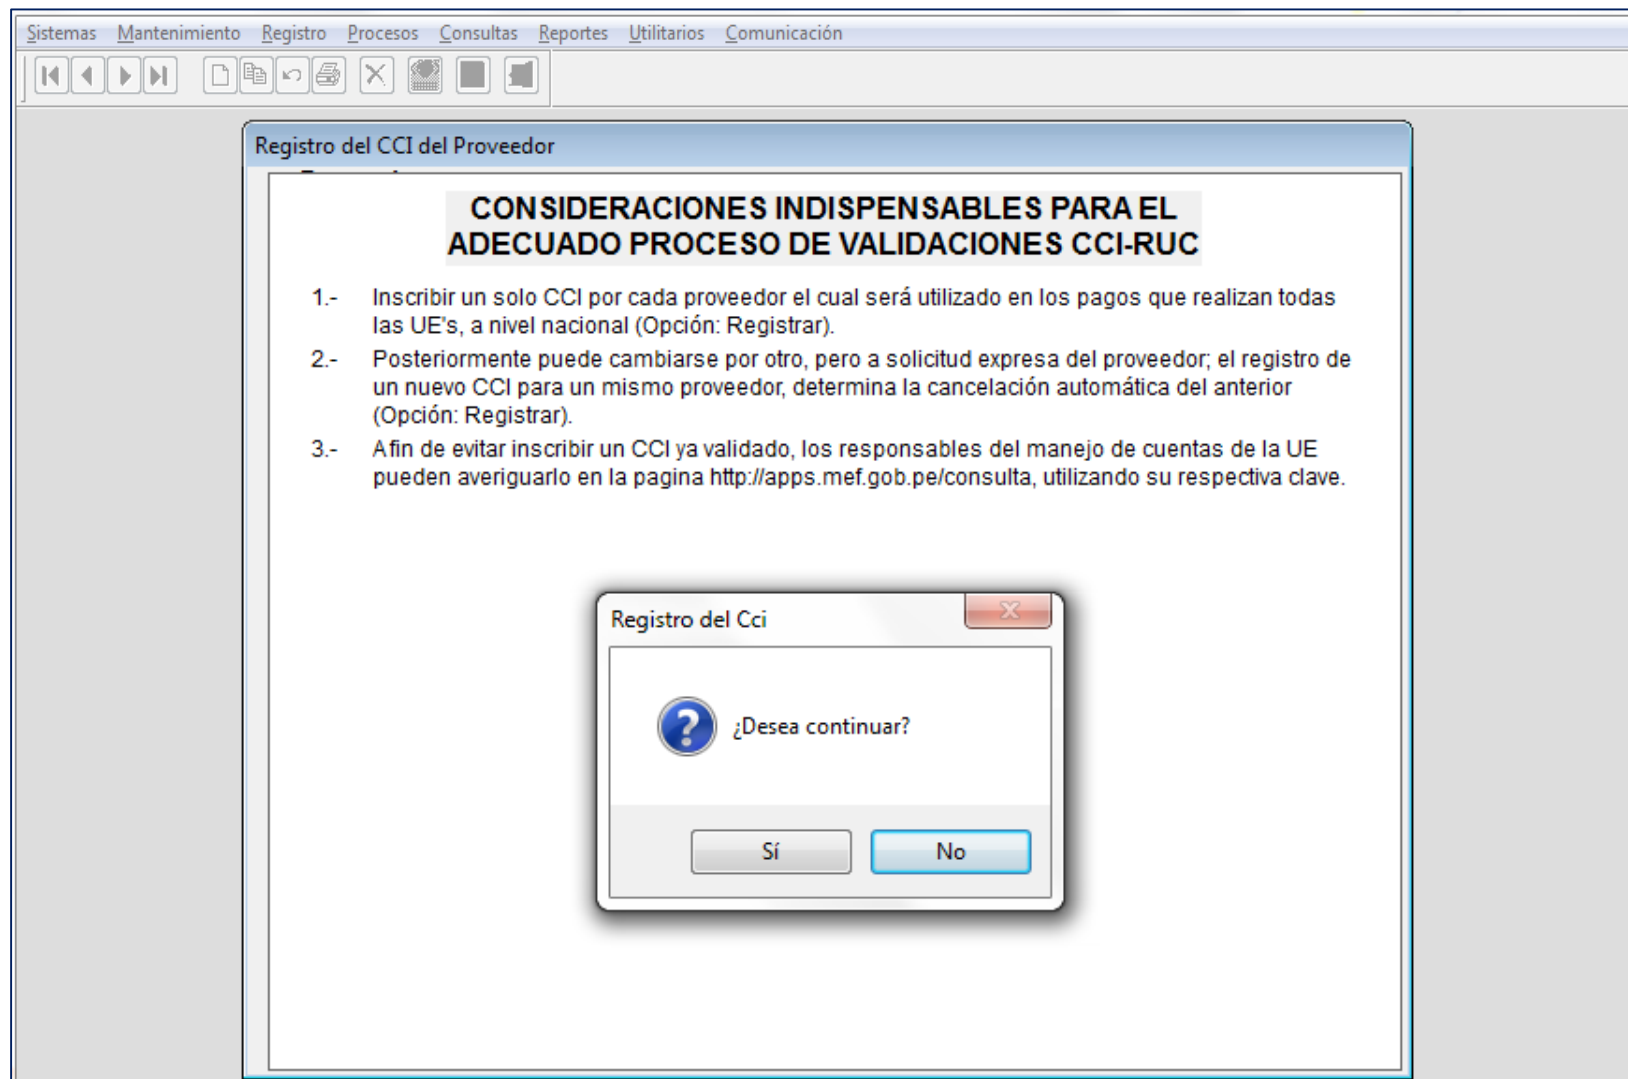 Sistemas Mantenimiento Registro Procesos Consultas Reportes Utilitarios Comunicación
Registro del CCI del Proveedor
CONSIDERACIONES INDISPENSABLES PARA EL
ADECUADO PROCESO DE VALIDACIONES CCI-RUC
1.- Inscribir un solo CCI por cada proveedor el cual será utilizado en los pagos que realizan todas
las UE's, a nivel nacional (Opción: Registrar).
2.- Posteriormente puede cambiarse por otro, pero a solicitud expresa del proveedor; el registro de
un nuevo CCI para un mismo proveedor, determina la cancelación automática del anterior
(Opción: Registrar).
3.- Afin de evitar inscribir un CCI ya validado, los responsables del manejo de cuentas de la UE
pueden averiguarlo en la pagina http://apps.mef.gob.pe/consulta, utilizando su respectiva clave.
Registro del Cci
¿Desea continuar?
Sí No